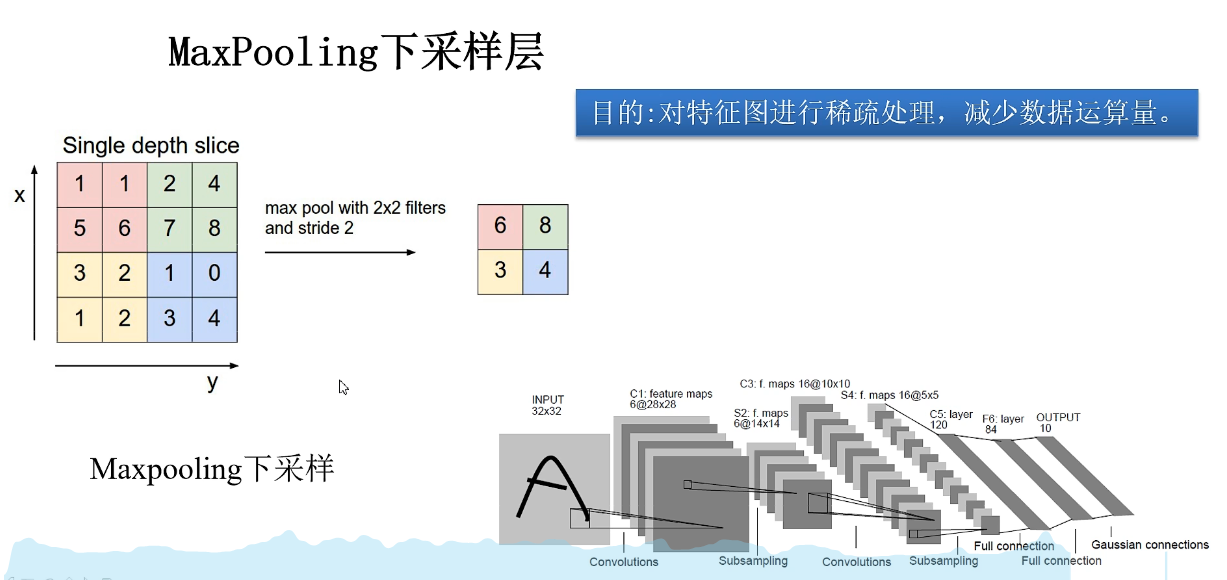 MaxPooling下采样层
目的:对特征图进行稀疏处理，减少数据运算量。
Single depth slice
x
1 1 2 4
5 6 7 8
3 2 1 0
1 2 3 4
y
max pool with 2x2 filters
and stride 2
6 8
3 4
Maxpooling下采样
INPUT
32x32
C1: feature maps
6@28x28
S2: f. maps
6@14x14
C3: f. maps 16@10x10
S4: f. maps 16@5x5
C5: layer
120
F6: layer
84
OUTPUT
10
A
Convolutions
Subsampling
Convolutions
Subsampling
Full connection
Full connection
Gaussian connections